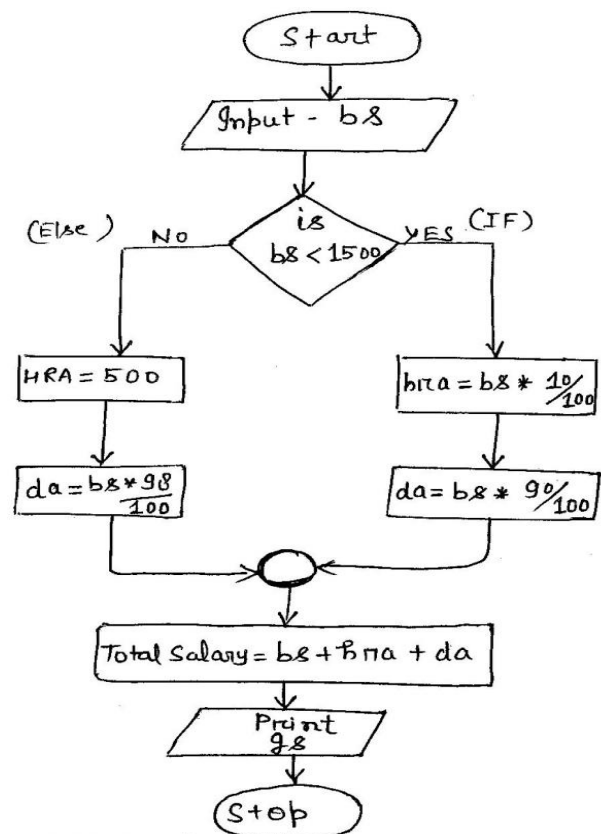 Start
Input - bs
is
bs < 1500
(Else)
NO
YES
(IF)
HRA = 500
da = bs * 98/100
hra = bs * 10/100
da = bs * 90/100
Total Salary = bs + hra + da
Print
gs
Stop